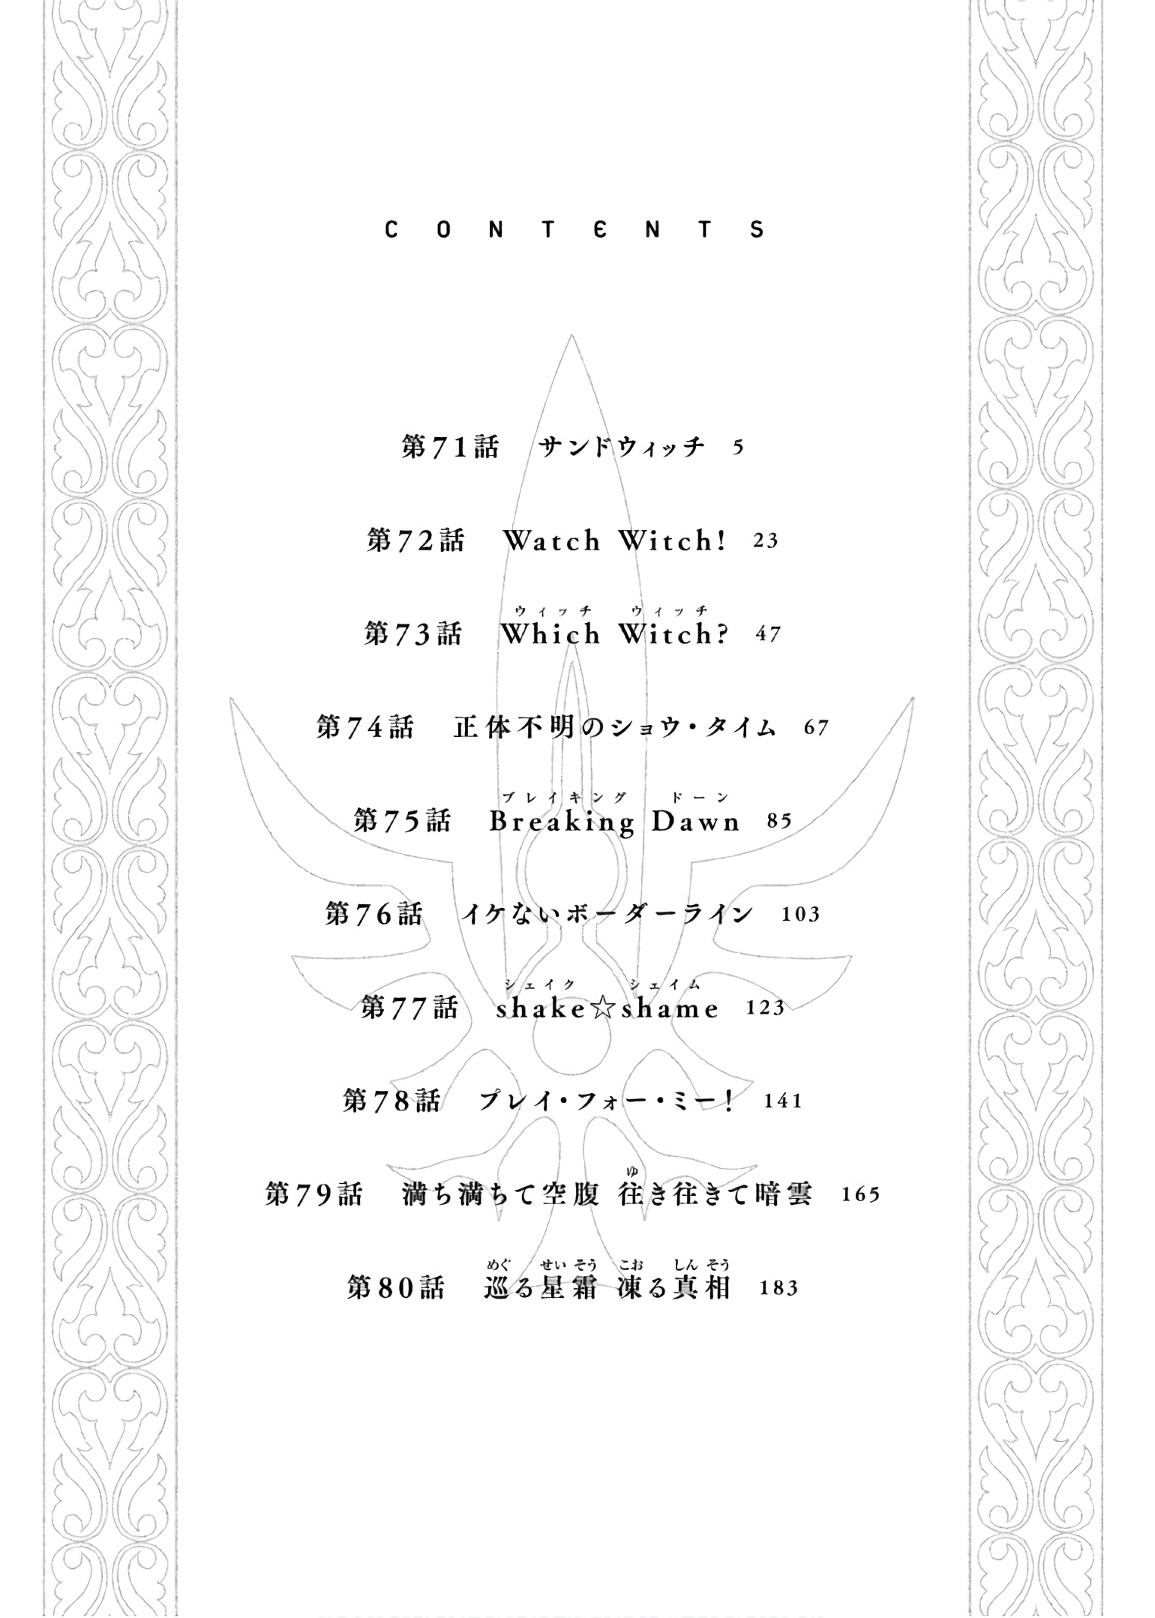 CONTENTS
第71話 サンドウィッチ 5
第72話 Watch Witch! 23
ウィッチ ウィッチ
第73話 Which Witch? 47
第74話 正体不明のショウ・タイム 67
ブレイキング ドーン
第75話 Breaking Dawn 85
第76話 イケないボーダーライン 103
シェイク シェイム
第77話 shake☆shame 123
第78話 プレイ・フォー・ミー! 141
ゆ
第79話 満ち満ちて空腹 往き往きて暗雲 165
めぐ せいそう こお しんそう
第80話 巡る星霜 凍る真相 183